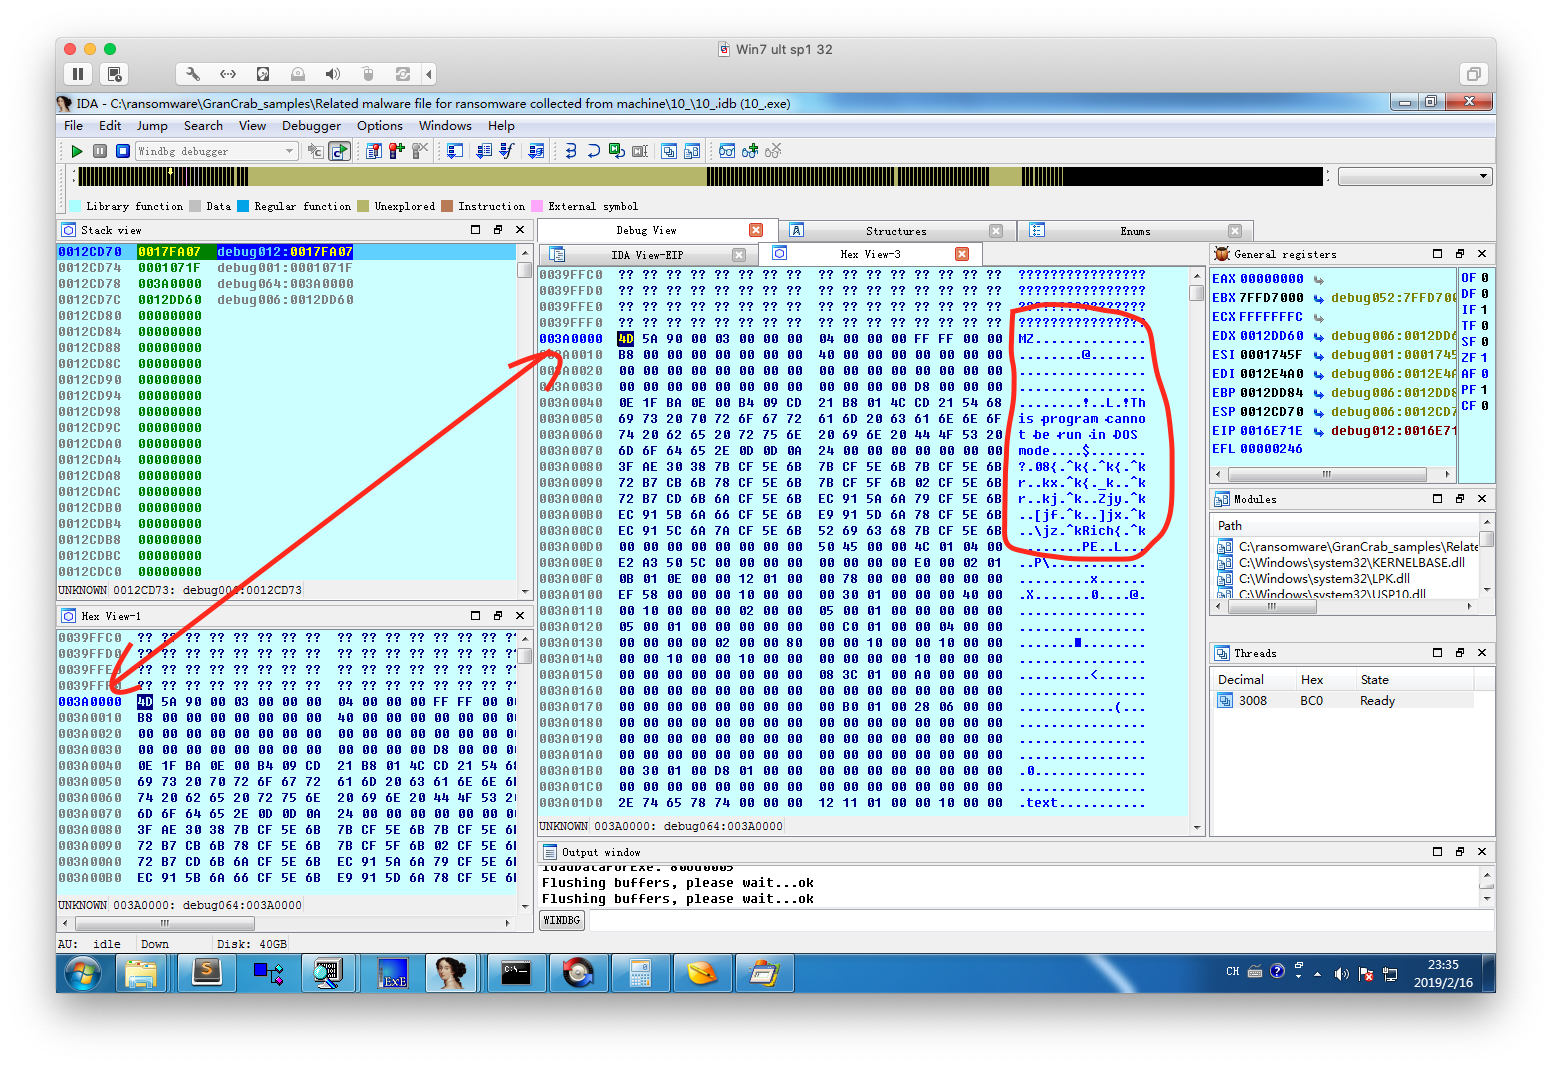 Win7 ult sp1 32
IDA - C:\ransomware\GranCrab_samples\Related malware file for ransomware collected from machine\10_\10_.idb (10_.exe)
File Edit Jump Search View Debugger Options Windows Help
Windbg debugger
Library function Data Regular function Unexplored Instruction External symbol
Stack view
0012CD70 0017FA07 debug012:0017FA07
0012CD74 0001071F debug001:0001071F
0012CD78 003A0000 debug064:003A0000
0012CD7C 0012DD60 debug006:0012DD60
0012CD80 00000000
0012CD84 00000000
0012CD88 00000000
0012CD8C 00000000
0012CD90 00000000
0012CD94 00000000
0012CD98 00000000
0012CD9C 00000000
0012CDA0 00000000
0012CDA4 00000000
0012CDA8 00000000
0012CDAC 00000000
0012CDB0 00000000
0012CDB4 00000000
0012CDB8 00000000
0012CDBC 00000000
0012CDC0 00000000
Hex View-1
003A0000 4D 5A 90 00 03 00 00 00 04 00 00 00 FF FF 00
003A0010 B8 00 00 00 00 00 00 00 40 00 00 00 00 00 00
003A0020 00 00 00 00 00 00 00 00 00 00 00 00 00 00 00
003A0030 00 00 00 00 00 00 00 00 00 00 00 00 D8 00 00
003A0040 0E 1F BA 0E 00 B4 09 CD 21 B8 01 4C CD 21 54
003A0050 69 73 20 70 72 6F 67 72 61 6D 20 63 61 6E 6E
003A0060 74 20 62 65 20 72 75 6E 20 69 6E 20 44 4F 53
003A0070 6D 6F 64 65 2E 0D 0D 0A 24 00 00 00 00 00 00
003A0080 3F AE 30 38 7B CF 5E 6B 7B CF 5E 6B 7B CF 5E
003A0090 72 B7 CB 6B 78 CF 5E 6B 7B CF 5F 6B 02 CF 5E
003A00A0 72 B7 CD 6B 6A CF 5E 6B EC 91 5A 6A 79 CF 5E
003A00B0 EC 91 5B 6A 66 CF 5E 6B E9 91 5D 6A 78 CF 5E
UNKNOWN 003A0000: debug064:003A0000
AU: idle Down Disk: 40GB
Debug View Structures Enums
IDA View-EIP Hex View-3
0039FFC0 ?? ?? ?? ?? ?? ?? ?? ?? ?? ?? ?? ?? ?? ?? ?? ?? ????????????????
0039FFD0 ?? ?? ?? ?? ?? ?? ?? ?? ?? ?? ?? ?? ?? ?? ?? ?? ????????????????
0039FFE0 ?? ?? ?? ?? ?? ?? ?? ?? ?? ?? ?? ?? ?? ?? ?? ??
0039FFF0 ?? ?? ?? ?? ?? ?? ?? ?? ?? ?? ?? ?? ?? ?? ?? ?? ????????????????
003A0000 4D 5A 90 00 03 00 00 00 04 00 00 00 FF FF 00 00 MZ..............
003A0010 B8 00 00 00 00 00 00 00 40 00 00 00 00 00 00 00 ........@.......
003A0020 00 00 00 00 00 00 00 00 00 00 00 00 00 00 00 00 ................
003A0030 00 00 00 00 00 00 00 00 00 00 00 00 D8 00 00 00 ................
003A0040 0E 1F BA 0E 00 B4 09 CD 21 B8 01 4C CD 21 54 68 ........!..L.!Th
003A0050 69 73 20 70 72 6F 67 72 61 6D 20 63 61 6E 6E 6F is program canno
003A0060 74 20 62 65 20 72 75 6E 20 69 6E 20 44 4F 53 20 t be run in DOS
003A0070 6D 6F 64 65 2E 0D 0D 0A 24 00 00 00 00 00 00 00 mode....$.......
003A0080 3F AE 30 38 7B CF 5E 6B 7B CF 5E 6B 7B CF 5E 6B ?.08{.^k{.^k{.^k
003A0090 72 B7 CB 6B 78 CF 5E 6B 7B CF 5F 6B 02 CF 5E 6B r..kx.^k{._k..^k
003A00A0 72 B7 CD 6B 6A CF 5E 6B EC 91 5A 6A 79 CF 5E 6B r..kj.^k..Zjy.^k
003A00B0 EC 91 5B 6A 66 CF 5E 6B E9 91 5D 6A 78 CF 5E 6B ..[jf.^k..]jx.^k
003A00C0 EC 91 5C 6A 7A CF 5E 6B 52 69 63 68 7B CF 5E 6B ..\jz.^kRich{.^k
003A00D0 00 00 00 00 00 00 00 00 50 45 00 00 4C 01 04 00 ........PE..L...
003A00E0 E2 A3 50 5C 00 00 00 00 00 00 00 00 E0 00 02 01 ..P\............
003A00F0 0B 01 0E 00 00 12 01 00 00 78 00 00 00 00 00 00 .........x......
003A0100 EF 58 00 00 00 10 00 00 00 30 01 00 00 00 40 00 .X.......0....@.
003A0110 00 10 00 00 00 02 00 00 05 00 01 00 00 00 00 00 ................
003A0120 05 00 01 00 00 00 00 00 00 C0 01 00 00 04 00 00 ................
003A0130 00 00 00 00 02 00 00 80 00 00 10 00 00 10 00 00
003A0140 00 00 10 00 00 10 00 00 00 00 00 00 10 00 00 00 ................
003A0150 00 00 00 00 00 00 00 00 08 3C 01 00 A0 00 00 00 .........<......
003A0160 00 00 00 00 00 00 00 00 00 00 00 00 00 00 00 00 ................
003A0170 00 00 00 00 00 00 00 00 00 B0 01 00 28 06 00 00 ............(...
003A0180 00 00 00 00 00 00 00 00 00 00 00 00 00 00 00 00 ................
003A0190 00 00 00 00 00 00 00 00 00 00 00 00 00 00 00 00 ................
003A01A0 00 00 00 00 00 00 00 00 00 00 00 00 00 00 00 00 ................
003A01B0 00 30 01 00 D8 01 00 00 00 00 00 00 00 00 00 00 .0..............
003A01C0 00 00 00 00 00 00 00 00 00 00 00 00 00 00 00 00 ................
003A01D0 2E 74 65 78 74 00 00 00 12 11 01 00 00 10 00 00 .text...........
UNKNOWN 003A0000: debug064:003A0000
General registers
EAX 00000000 OF 0
EBX 7FFD7000 debug052:7FFD700 DF 0
ECX FFFFFFFC IF 1
EDX 0012DD60 debug006:0012DD6 TF 0
ESI 0001745F debug001:0001745 SF 0
EDI 0012E4A0 debug006:0012E4A ZF 1
EBP 0012DD84 debug006:0012DD8 AF 0
ESP 0012CD70 debug006:0012CD7 PF 1
EIP 0016E71E debug012:0016E71 CF 0
EFL 00000246
Modules
Path
C:\ransomware\GranCrab_samples\Relate
C:\Windows\system32\KERNELBASE.dll
C:\Windows\system32\LPK.dll
C:\Windows\system32\USP10.dll
Threads
Decimal Hex State
3008 BC0 Ready
Output window
Flushing buffers, please wait...ok
Flushing buffers, please wait...ok
WINDBG
CH 23:35
2019/2/16